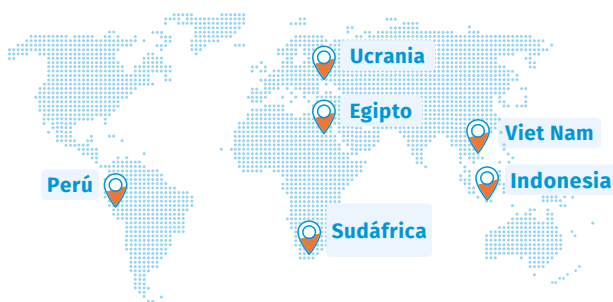 Ucrania
Egipto
Viet Nam
Perú
Indonesia
Sudáfrica